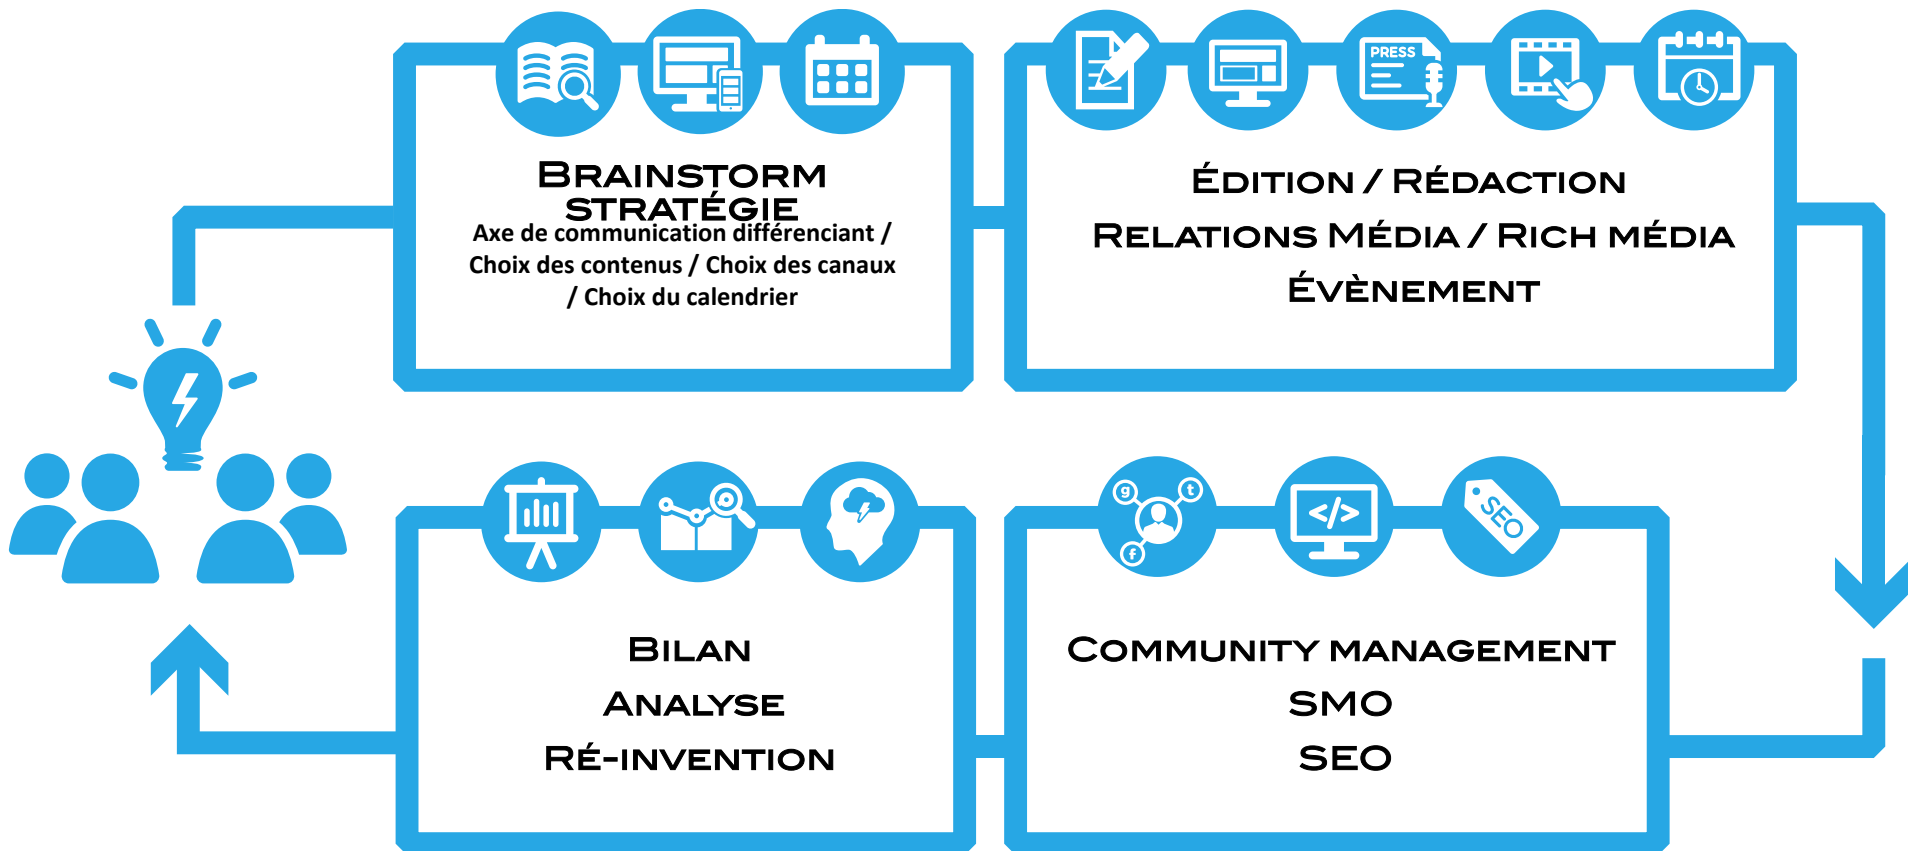 PRESS
BRAINSTORM
STRATÉGIE
Axe de communication différenciant /
Choix des contenus / Choix des canaux
/ Choix du calendrier
ÉDITION / RÉDACTION
RELATIONS MÉDIA / RICH MÉDIA
ÉVÈNEMENT
g
t
f
</>
SEO
BILAN
ANALYSE
RÉ-INVENTION
COMMUNITY MANAGEMENT
SMO
SEO